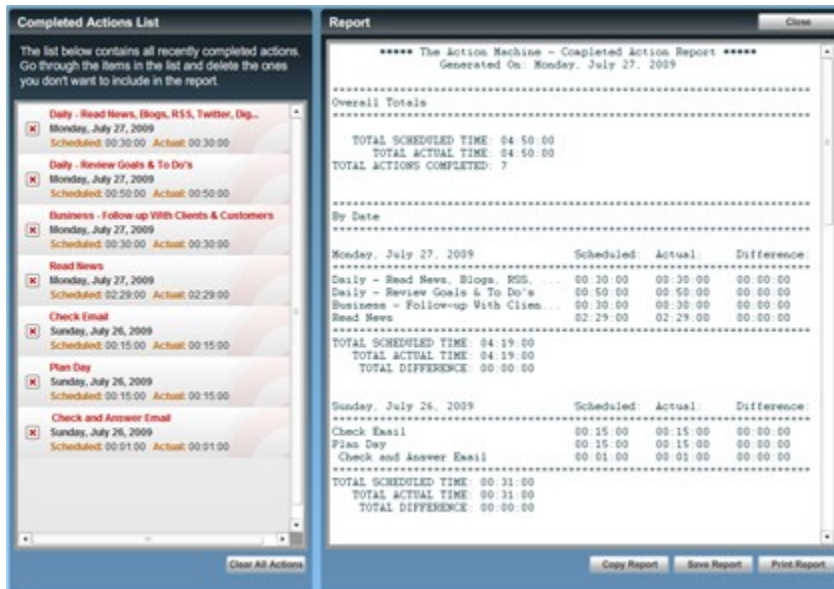 Completed Actions List
The list below contains all recently completed actions.
Go through the items in the list and delete the ones
you don't want to include in the report.
Daily - Read News, Blogs, RSS, Twitter, Dig...
Monday, July 27, 2009
Scheduled: 00:30:00 Actual: 00:30:00
Daily - Review Goals & To Do's
Monday, July 27, 2009
Scheduled: 00:50:00 Actual: 00:50:00
Business - Follow-up With Clients & Customers
Monday, July 27, 2009
Scheduled: 00:30:00 Actual: 00:30:00
Read News
Monday, July 27, 2009
Scheduled: 02:29:00 Actual: 02:29:00
Check Email
Sunday, July 26, 2009
Scheduled: 00:15:00 Actual: 00:15:00
Plan Day
Sunday, July 26, 2009
Scheduled: 00:15:00 Actual: 00:15:00
Check and Answer Email
Sunday, July 26, 2009
Scheduled: 00:01:00 Actual: 00:01:00
Clear All Actions
Report
Close
***** The Action Machine - Completed Action Report *****
Generated On: Monday, July 27, 2009
Overall Totals
TOTAL SCHEDULED TIME: 04:50:00
TOTAL ACTUAL TIME: 04:50:00
TOTAL ACTIONS COMPLETED: 7
By Date
Monday, July 27, 2009 Scheduled: Actual: Difference:
Daily - Read News, Blogs, RSS, ... 00:30:00 00:30:00 00:00:00
Daily - Review Goals & To Do's 00:50:00 00:50:00 00:00:00
Business - Follow-up With Clien... 00:30:00 00:30:00 00:00:00
Read News 02:29:00 02:29:00 00:00:00
TOTAL SCHEDULED TIME: 04:19:00
TOTAL ACTUAL TIME: 04:19:00
TOTAL DIFFERENCE: 00:00:00
Sunday, July 26, 2009 Scheduled: Actual: Difference:
Check Email 00:15:00 00:15:00 00:00:00
Plan Day 00:15:00 00:15:00 00:00:00
Check and Answer Email 00:01:00 00:01:00 00:00:00
TOTAL SCHEDULED TIME: 00:31:00
TOTAL ACTUAL TIME: 00:31:00
TOTAL DIFFERENCE: 00:00:00
Copy Report
Save Report
Print Report